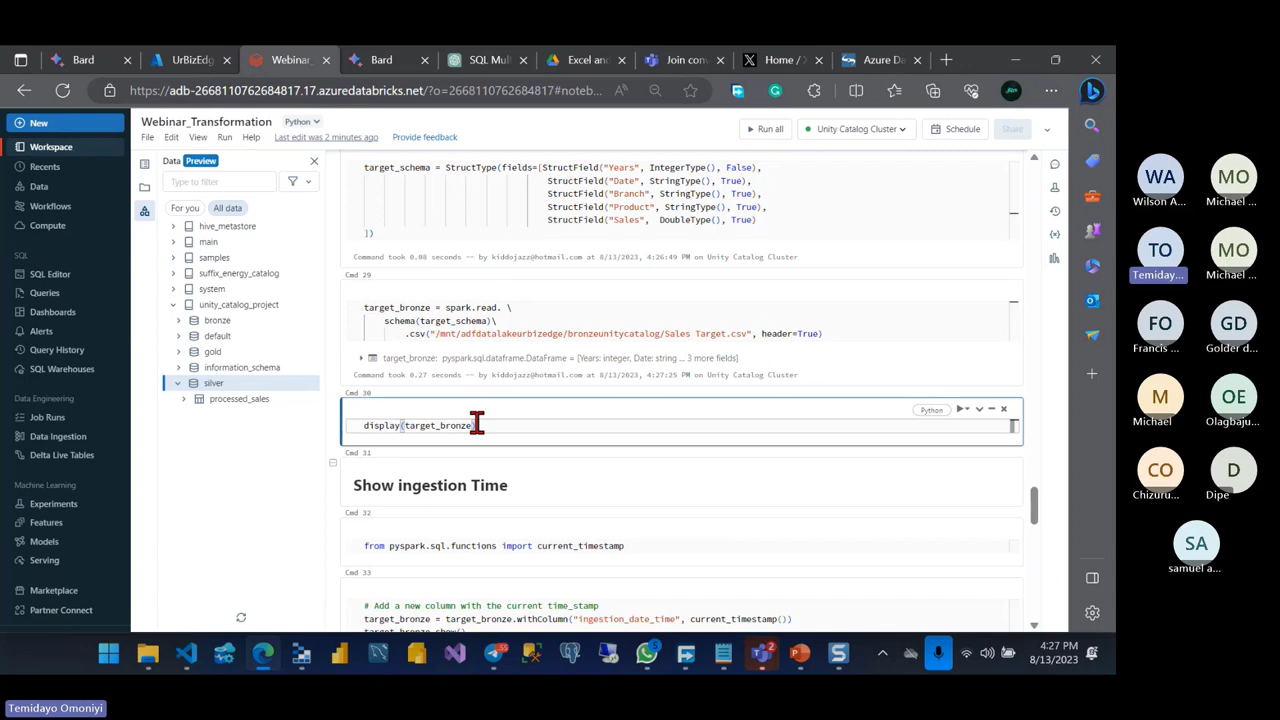 Bard
UrBizEdg
Webinar_
Bard
SQL Mult
Excel and
Join conv
Home / X
Azure Da
https://adb-2668110762684717.17.azuredatabricks.net/?o=2668110762684717#noteb...
New
Workspace
Recents
Data
Workflows
Compute
SQL
SQL Editor
Queries
Dashboards
Alerts
Query History
SQL Warehouses
Data Engineering
Job Runs
Data Ingestion
Delta Live Tables
Machine Learning
Experiments
Features
Models
Serving
Marketplace
Partner Connect
Webinar_Transformation
Python
File Edit View Run Help Last edit was 2 minutes ago Provide feedback
Run all
Unity Catalog Cluster
Schedule
Share
Data Preview
Type to filter
For you All data
hive_metastore
main
samples
suffix_energy_catalog
system
unity_catalog_project
bronze
default
gold
information_schema
silver
processed_sales
target_schema = StructType(fields=[StructField("Years", IntegerType(), False),
StructField("Date", StringType(), True),
StructField("Branch", StringType(), True),
StructField("Product", StringType(), True),
StructField("Sales", DoubleType(), True)
])
Command took 0.08 seconds -- by kiddojazz@hotmail.com at 8/13/2023, 4:26:49 PM on Unity Catalog Cluster
Cmd 29
target_bronze = spark.read. \
schema(target_schema)\
.csv("/mnt/adfdatalakeurbizedge/bronzeunitycatalog/Sales Target.csv", header=True)
target_bronze: pyspark.sql.dataframe.DataFrame = [Years: integer, Date: string ... 3 more fields]
Command took 0.27 seconds -- by kiddojazz@hotmail.com at 8/13/2023, 4:27:25 PM on Unity Catalog Cluster
Cmd 30
Python
display(target_bronze)
Cmd 31
Show ingestion Time
Cmd 32
from pyspark.sql.functions import current_timestamp
Cmd 33
# Add a new column with the current time_stamp
target_bronze = target_bronze.withColumn("ingestion_date_time", current_timestamp())
target_bronze.show()
WA
Wilson A...
MO
Michael ...
TO
Temiday...
MO
Michael ...
FO
Francis ...
GD
Golder d...
M
Michael
OE
Olagbaju...
CO
Chizuru...
D
Dipe
SA
samuel a...
2
4:27 PM
8/13/2023
Temidayo Omoniyi